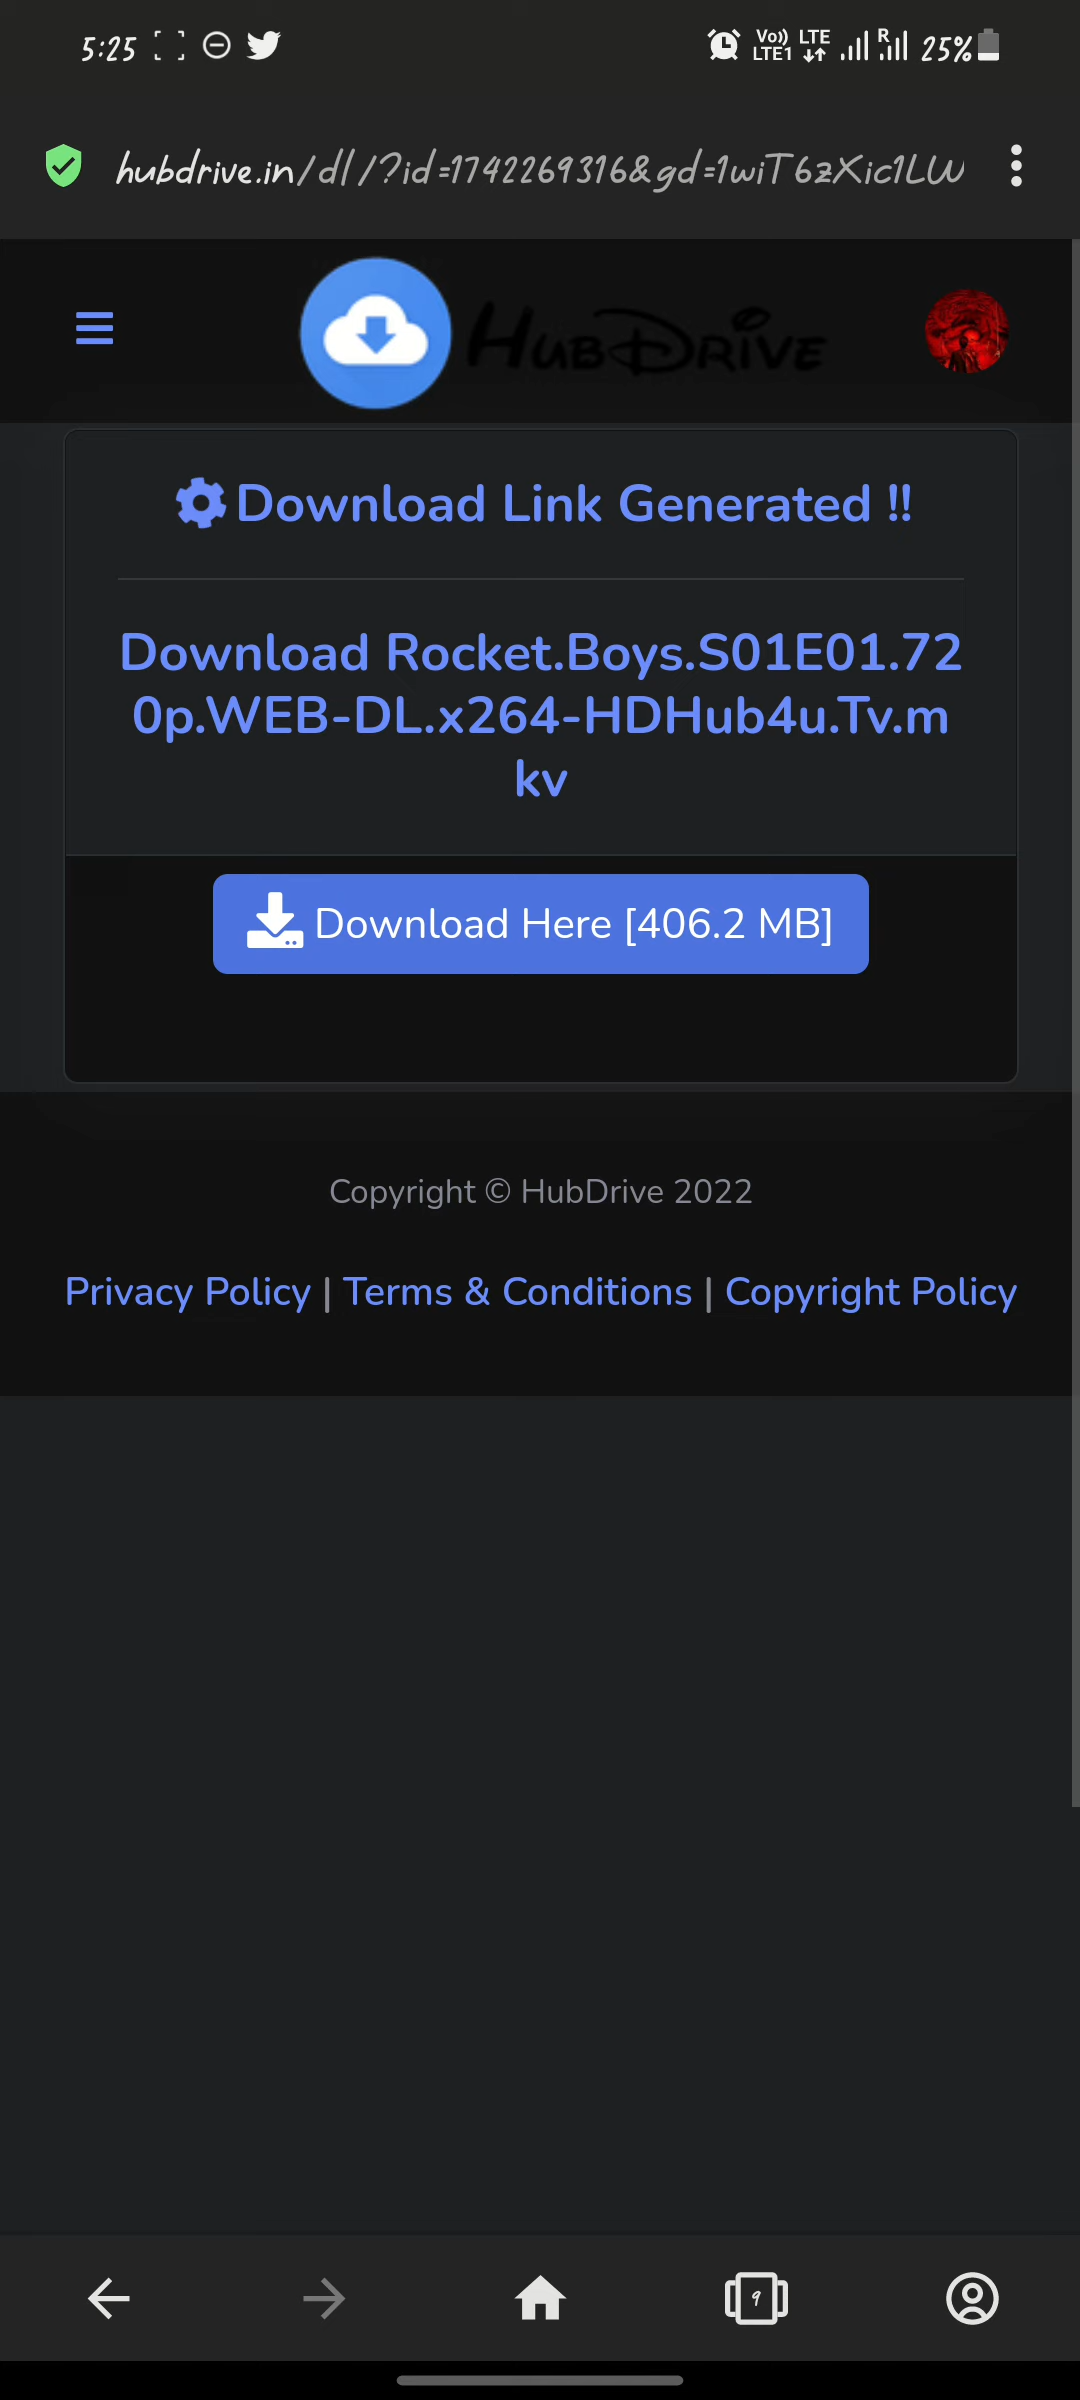 5:25 Vo)) LTE1 LTE R 25%
hubdrive.in/dl/?id=1742269316&gd=1wiT6zXic1LW
HubDrive
Download Link Generated !!
Download Rocket.Boys.S01E01.72
0p.WEB-DL.x264-HDHub4u.Tv.m
kv
Download Here [406.2 MB]
Copyright © HubDrive 2022
Privacy Policy | Terms & Conditions | Copyright Policy
9